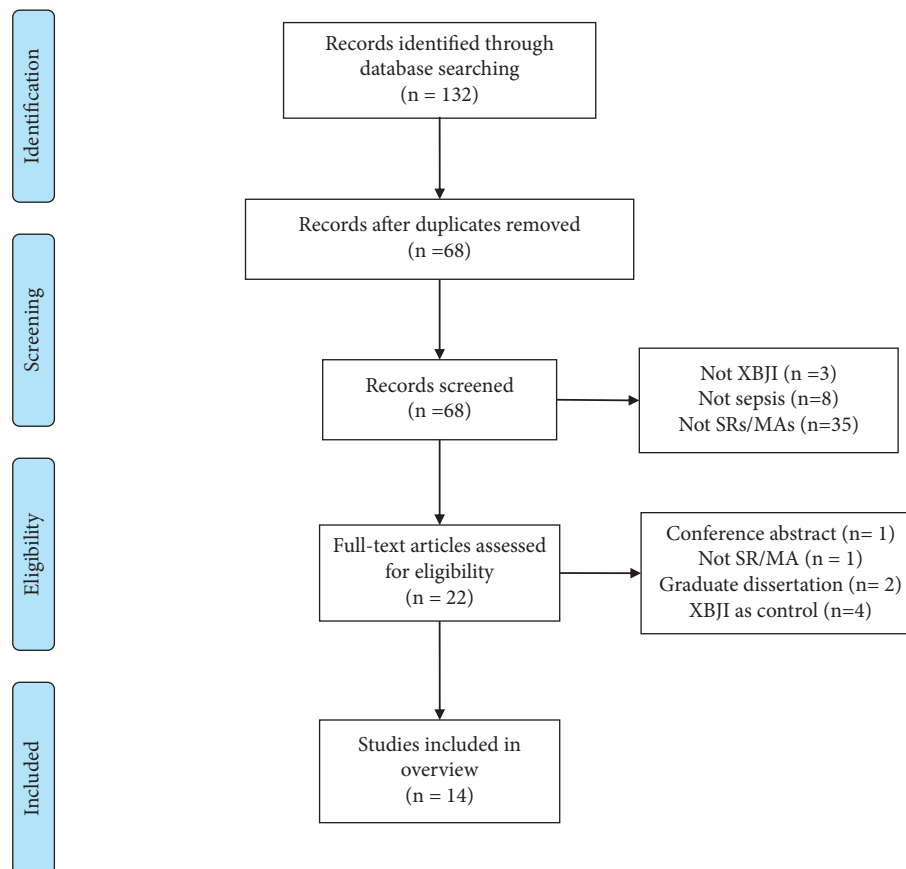 Identification
Records identified through
database searching
(n = 132)
Records after duplicates removed
(n =68)
Screening
Records screened
(n =68)
Not XBJI (n =3)
Not sepsis (n=8)
Not SRs/MAs (n=35)
Eligibility
Full-text articles assessed
for eligibility
(n = 22)
Conference abstract (n= 1)
Not SR/MA (n = 1)
Graduate dissertation (n= 2)
XBJI as control (n=4)
Included
Studies included in
overview
(n = 14)